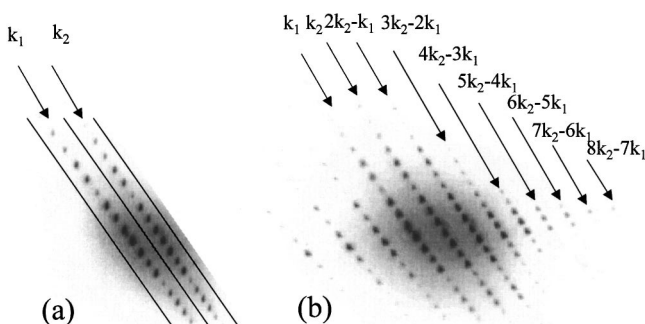 k₁
k₂
(a)
k₁
k₂
2k₂-k₁
3k₂-2k₁
4k₂-3k₁
5k₂-4k₁
6k₂-5k₁
7k₂-6k₁
8k₂-7k₁
(b)